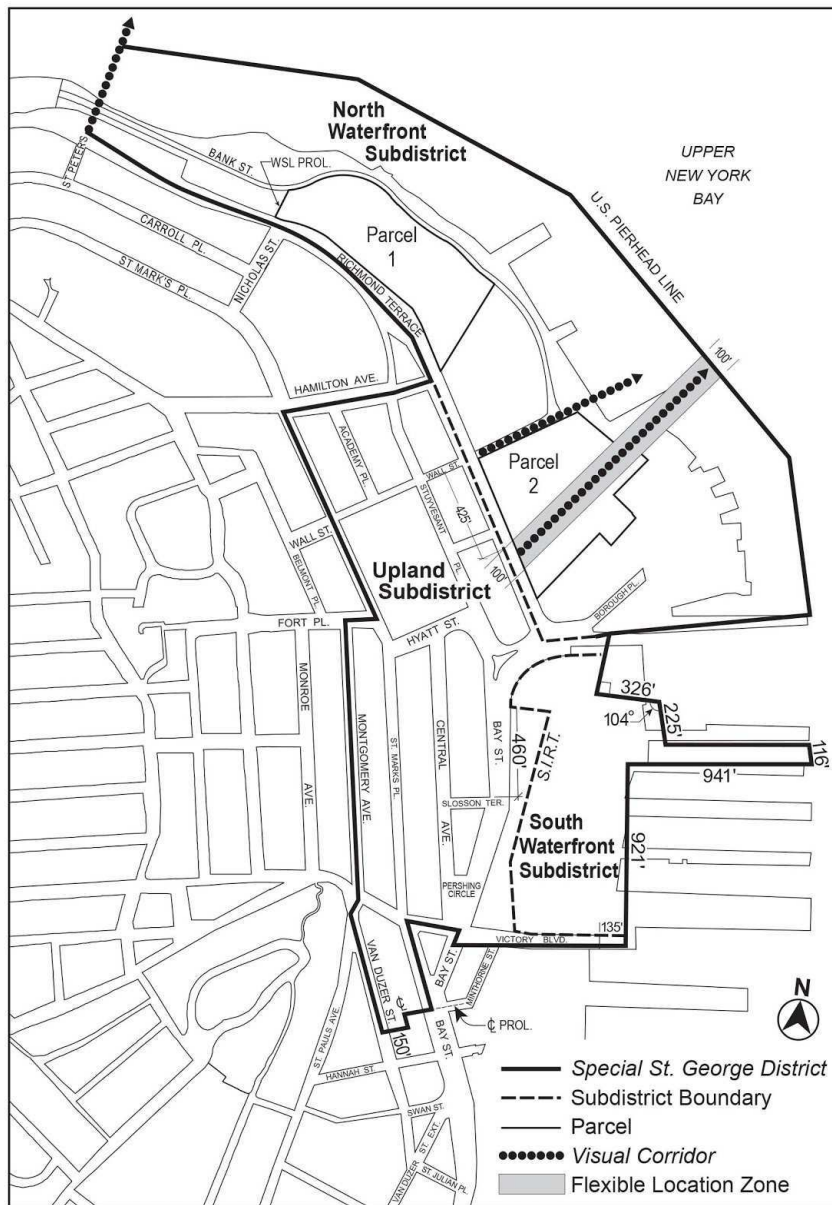 North
Waterfront
Subdistrict
UPPER
NEW YORK
BAY
ST PETER'S
BANK ST.
WSL PROL.
CARROLL PL.
ST MARK'S PL.
NICHOLAS ST.
Parcel
1
RICHMOND TERRACE
U.S. PIERHEAD LINE
100'
HAMILTON AVE.
ACADEMY PL.
WALL ST.
STUYVESANT
PL.
425'
100'
Parcel
2
WALL ST.
BELMONT PL.
Upland
Subdistrict
BOROUGH PL.
FORT PL.
HYATT ST.
MONROE
AVE.
MONTGOMERY AVE.
ST. MARKS PL.
CENTRAL
AVE.
BAY ST.
460'
S.I.R.T.
326'
104°
225'
116'
941'
921'
SLOSSON TER.
South
Waterfront
Subdistrict
PERSHING
CIRCLE
135'
VICTORY BLVD.
VAN DUZER ST.
BAY ST.
MINTHORNE ST.
℄ PROL.
150'
BAY ST.
ST. PAULS AVE.
HANNAH ST.
SWAN ST.
VAN DUZER
ST. EXT.
ST. JULIAN PL.
N
Special St. George District
Subdistrict Boundary
Parcel
Visual Corridor
Flexible Location Zone